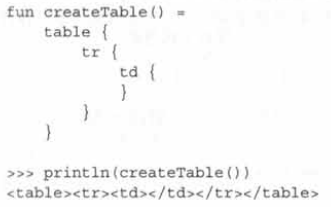 fun createTable() =
    table {
        tr {
            td {
            }
        }
    }
>>> println(createTable())
<table><tr><td></td></tr></table>